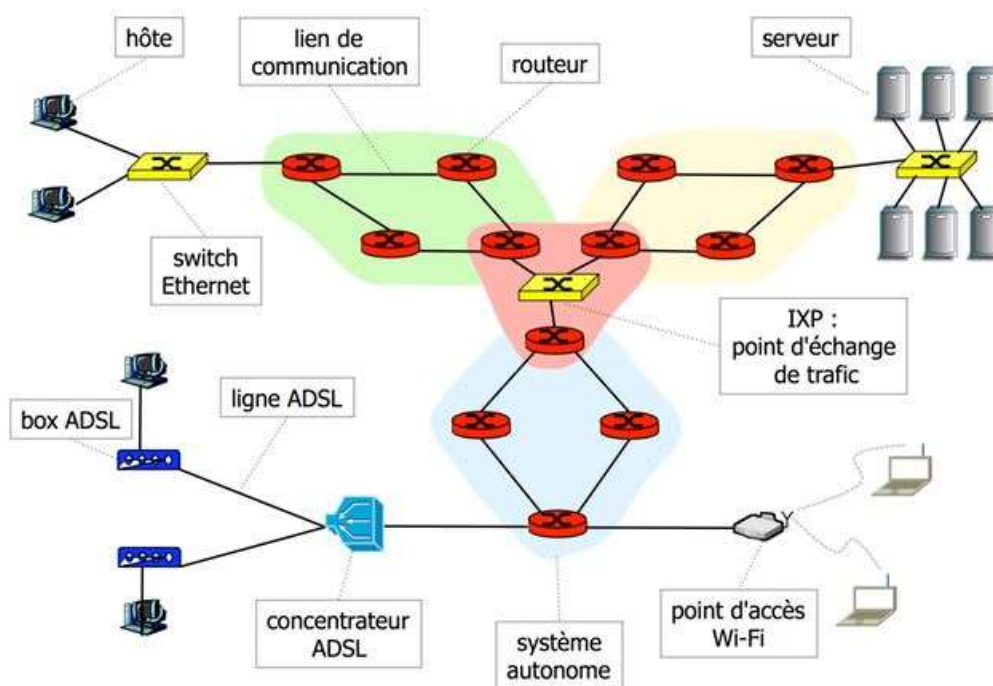 hôte
lien de
communication
routeur
serveur
switch
Ethernet
IXP :
point d'échange
de trafic
box ADSL
ligne ADSL
concentrateur
ADSL
système
autonome
point d'accès
Wi-Fi